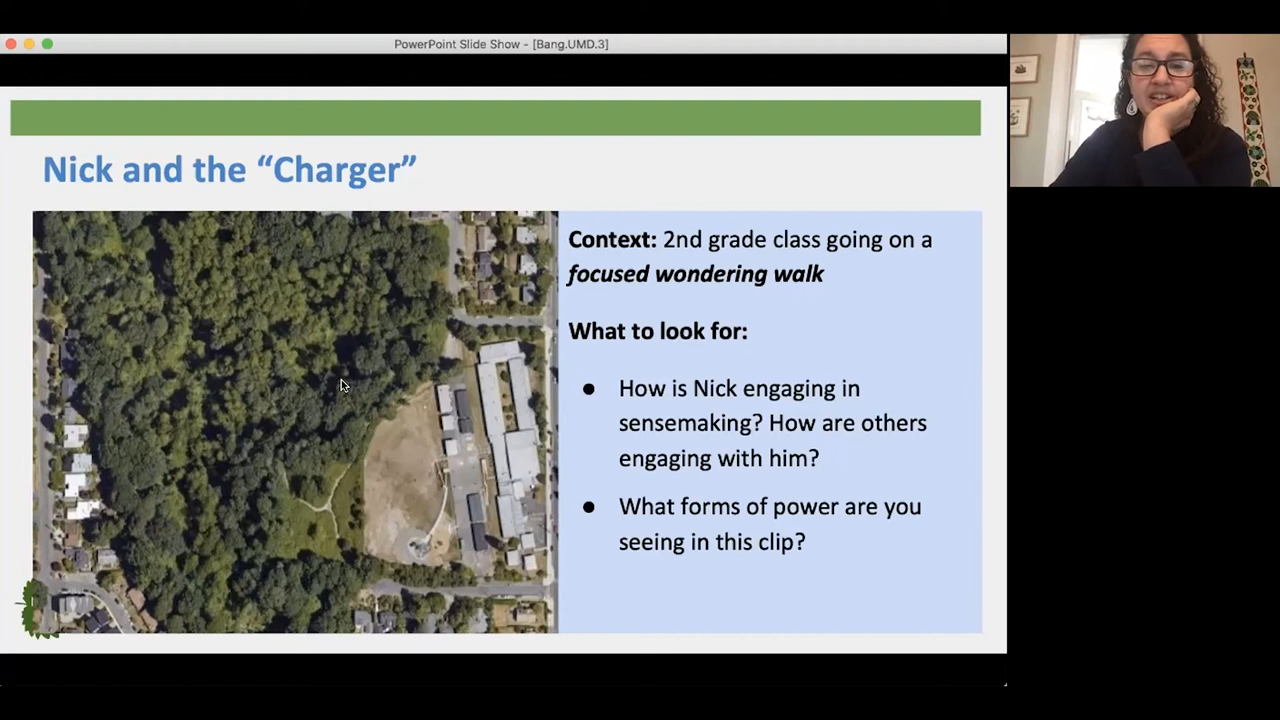 PowerPoint Slide Show - [Bang.UMD.3]
Nick and the “Charger”
Context: 2nd grade class going on a
focused wondering walk
What to look for:
● How is Nick engaging in
sensemaking? How are others
engaging with him?
● What forms of power are you
seeing in this clip?